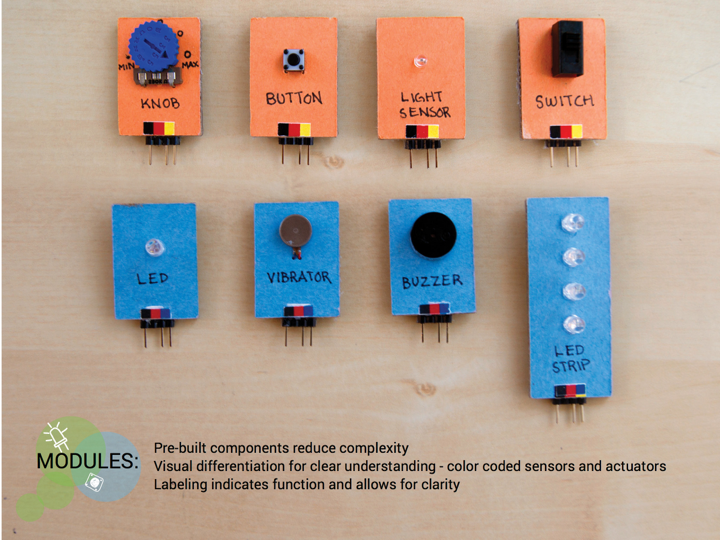 MIN
MAX
KNOB
BUTTON
LIGHT
SENSOR
SWITCH
LED
VIBRATOR
BUZZER
LED
STRIP
MODULES:
Pre-built components reduce complexity
Visual differentiation for clear understanding - color coded sensors and actuators
Labeling indicates function and allows for clarity